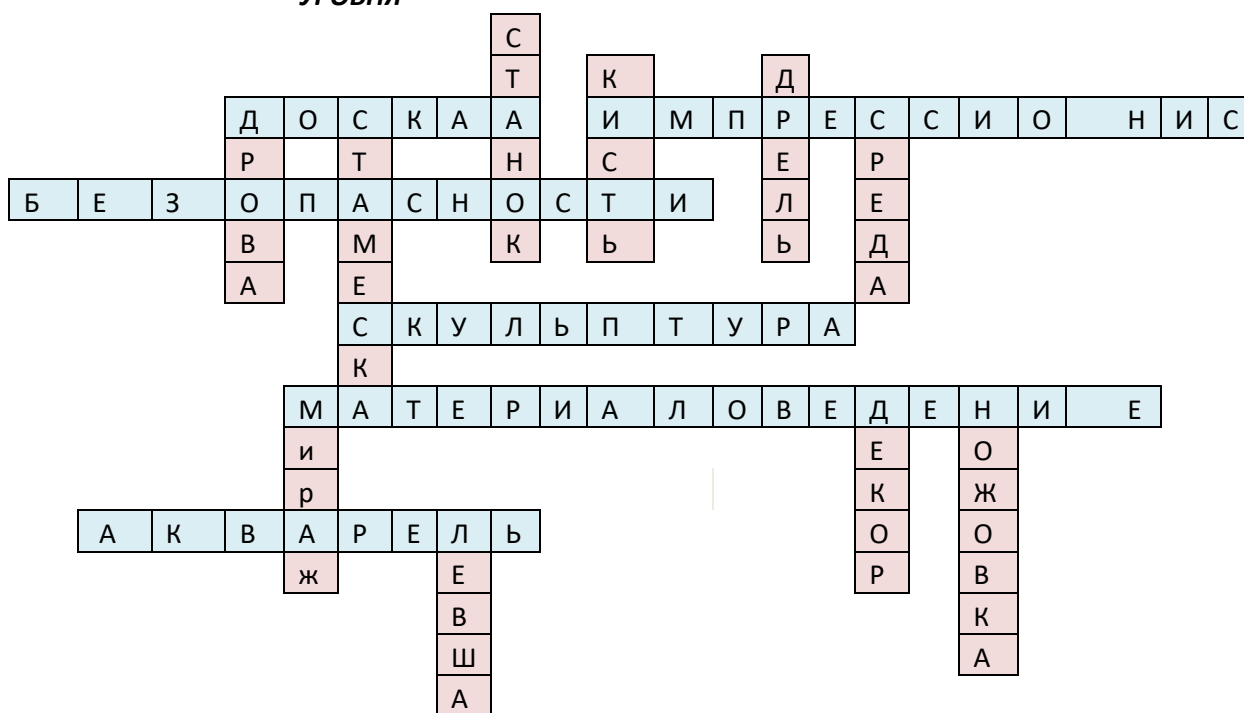 УРОВНЯ
С
Т К Д
Д О С К А А И М П Р Е С С И О Н И С
Р Т Н С Е Р
Б Е З О П А С Н О С Т И Л Е
В М К Ь Ь Д
А Е А
С К У Л Ь П Т У Р А
К
М А Т Е Р И А Л О В Е Д Е Н И Е
и Е О
р К Ж
А К В А Р Е Л Ь О О
ж Е Р В
В К
Ш А
А